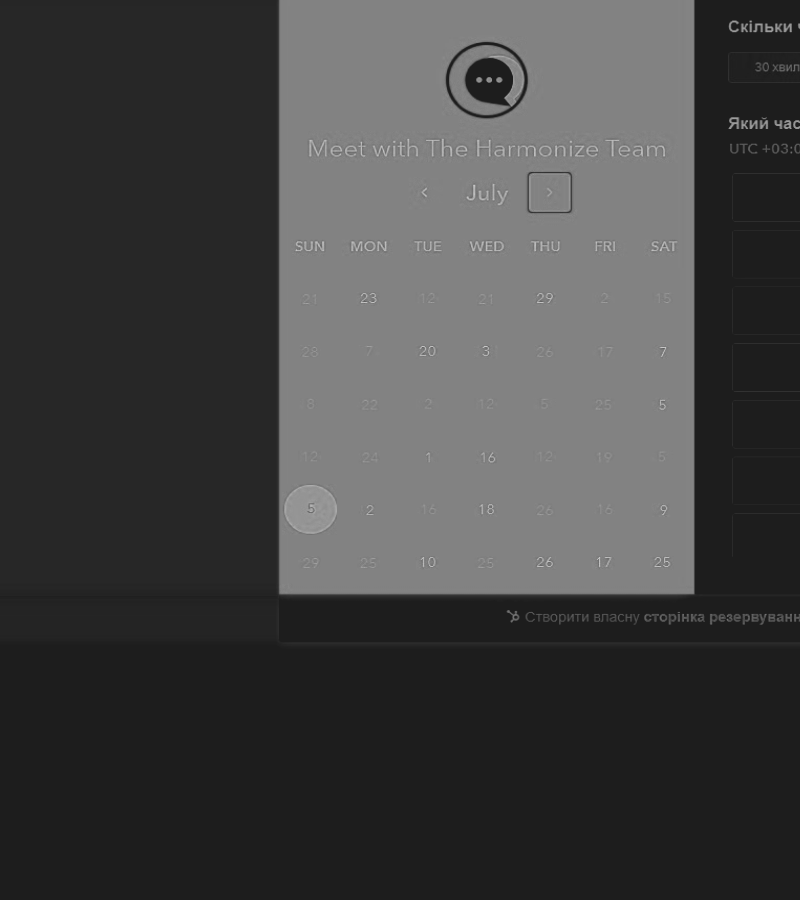 Meet with The Harmonize Team
July
SUN MON TUE WED THU FRI SAT
21 23 12 21 29 2 15
28 7 20 3 26 17 7
8 22 2 12 5 25 5
12 24 1 16 12 19 5
5 2 16 18 26 16 9
29 25 10 25 26 17 25
Скільки
30 хвил
Який час
UTC +03:0
Створити власну сторінка резервуванн